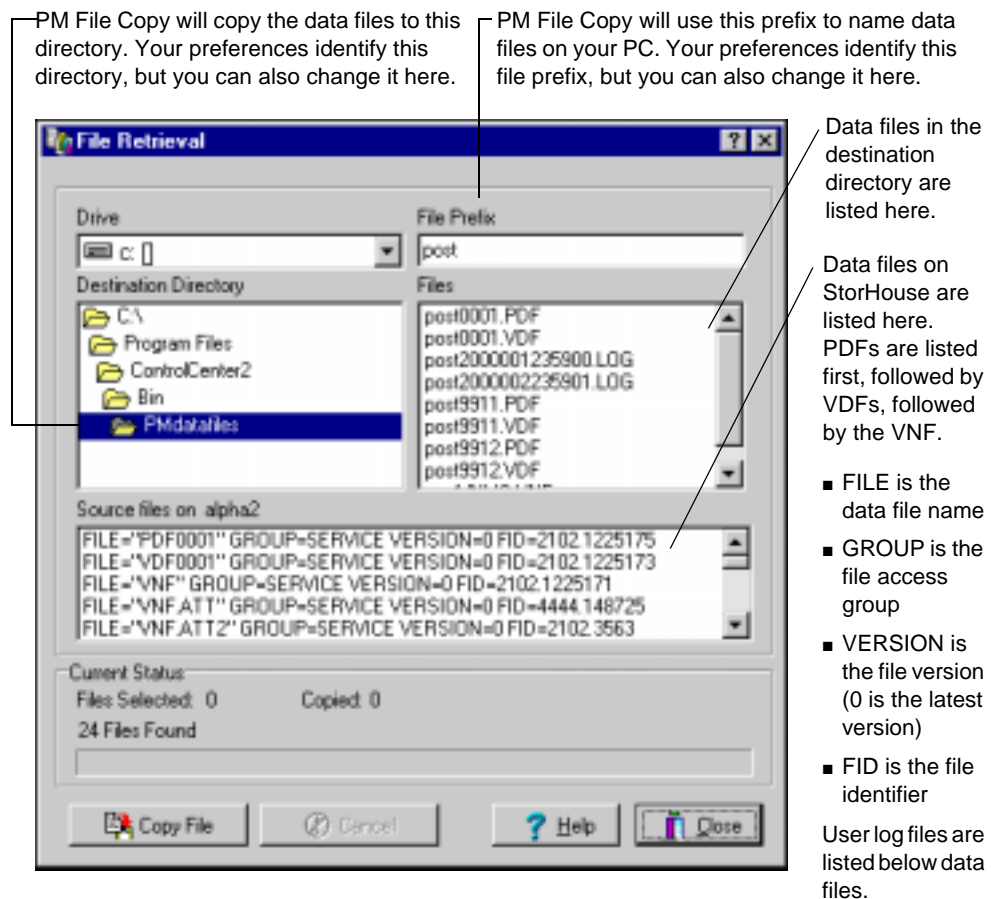 PM File Copy will copy the data files to this
directory. Your preferences identify this
directory, but you can also change it here.
PM File Copy will use this prefix to name data
files on your PC. Your preferences identify this
file prefix, but you can also change it here.
File Retrieval
Drive
c: []
File Prefix
post
Destination Directory
C:\
Program Files
ControlCenter2
Bin
PMdatafiles
Files
post0001.PDF
post0001.VDF
post2000001235900.LOG
post2000002235901.LOG
post9911.PDF
post9911.VDF
post9912.PDF
post9912.VDF
Source files on alpha2
FILE="PDF0001" GROUP=SERVICE VERSION=0 FID=2102.1225175
FILE="VDF0001" GROUP=SERVICE VERSION=0 FID=2102.1225173
FILE="VNF" GROUP=SERVICE VERSION=0 FID=2102.1225171
FILE="VNF.ATT" GROUP=SERVICE VERSION=0 FID=4444.148725
FILE="VNF.ATT2" GROUP=SERVICE VERSION=0 FID=2102.3563
Current Status
Files Selected: 0 Copied: 0
24 Files Found
Copy File
Cancel
Help
Close
Data files in the
destination
directory are
listed here.
Data files on
StorHouse are
listed here.
PDFs are listed
first, followed by
VDFs, followed
by the VNF.
■ FILE is the
data file name
■ GROUP is the
file access
group
■ VERSION is
the file version
(0 is the latest
version)
■ FID is the file
identifier
User log files are
listed below data
files.